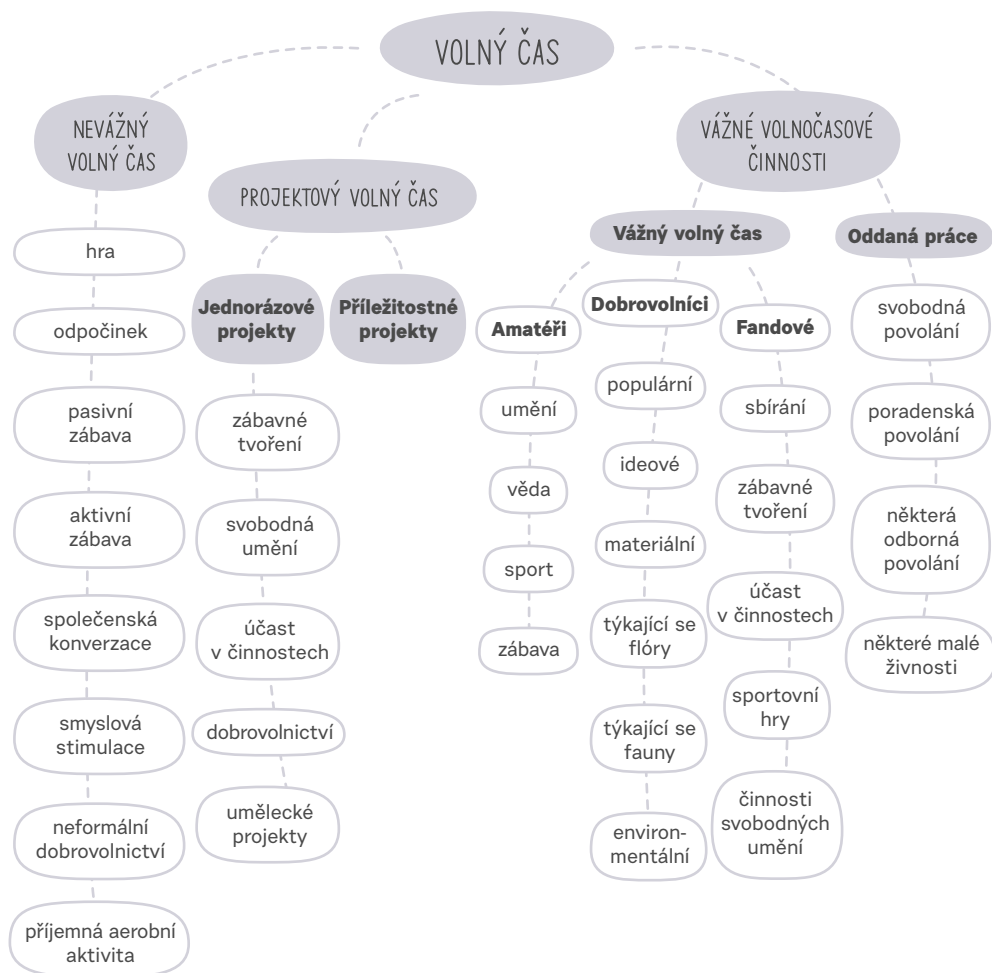 VOLNÝ ČAS
NEVÁŽNÝ
VOLNÝ ČAS
hra
odpočinek
pasivní
zábava
aktivní
zábava
společenská
konverzace
smyslová
stimulace
neformální
dobrovolnictví
příjemná aerobní
aktivita
PROJEKTOVÝ VOLNÝ ČAS
Jednorázové
projekty
zábavné
tvoření
svobodná
umění
účast
v činnostech
dobrovolnictví
umělecké
projekty
Příležitostné
projekty
VÁŽNÉ VOLNOČASOVÉ
ČINNOSTI
Vážný volný čas
Amatéři
umění
věda
sport
zábava
Dobrovolníci
populární
ideové
materiální
týkající se
flóry
týkající se
fauny
environ-
mentální
Fandové
sbírání
zábavné
tvoření
účast
v činnostech
sportovní
hry
činnosti
svobodných
umění
Oddaná práce
svobodná
povolání
poradenská
povolání
některá
odborná
povolání
některé malé
živnosti